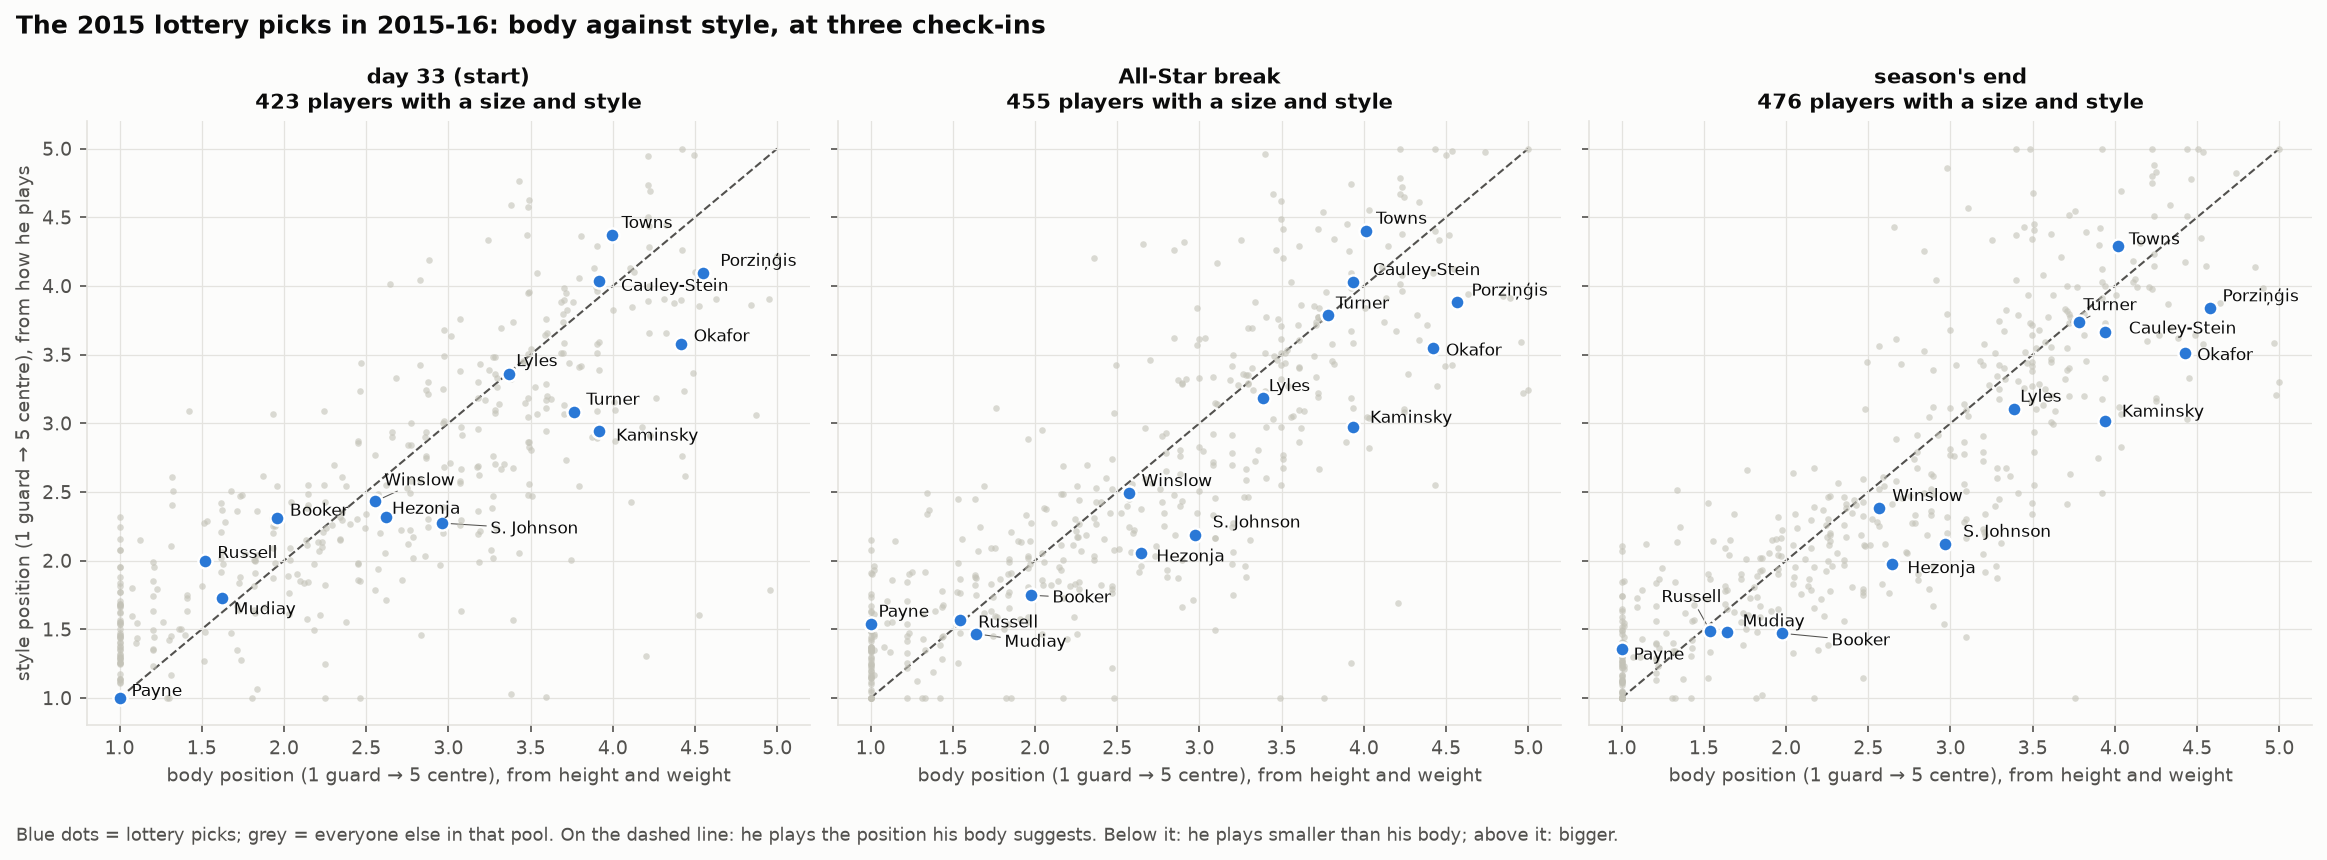 The 2015 lottery picks in 2015-16: body against style, at three check-ins
day 33 (start)
423 players with a size and style
style position (1 guard → 5 centre), from how he plays
5.0
4.5
4.0
3.5
3.0
2.5
2.0
1.5
1.0
Towns
Porziņģis
Cauley-Stein
Okafor
Lyles
Turner
Kaminsky
Winslow
Hezonja
Booker
S. Johnson
Russell
Mudiay
Payne
1.0 1.5 2.0 2.5 3.0 3.5 4.0 4.5 5.0
body position (1 guard → 5 centre), from height and weight
All-Star break
455 players with a size and style
Towns
Cauley-Stein
Porziņģis
Turner
Okafor
Lyles
Kaminsky
Winslow
S. Johnson
Hezonja
Booker
Payne
Russell
Mudiay
1.0 1.5 2.0 2.5 3.0 3.5 4.0 4.5 5.0
body position (1 guard → 5 centre), from height and weight
season's end
476 players with a size and style
Towns
Porziņģis
Turner
Cauley-Stein
Okafor
Lyles
Kaminsky
Winslow
S. Johnson
Hezonja
Russell
Mudiay
Booker
Payne
1.0 1.5 2.0 2.5 3.0 3.5 4.0 4.5 5.0
body position (1 guard → 5 centre), from height and weight
Blue dots = lottery picks; grey = everyone else in that pool. On the dashed line: he plays the position his body suggests. Below it: he plays smaller than his body; above it: bigger.